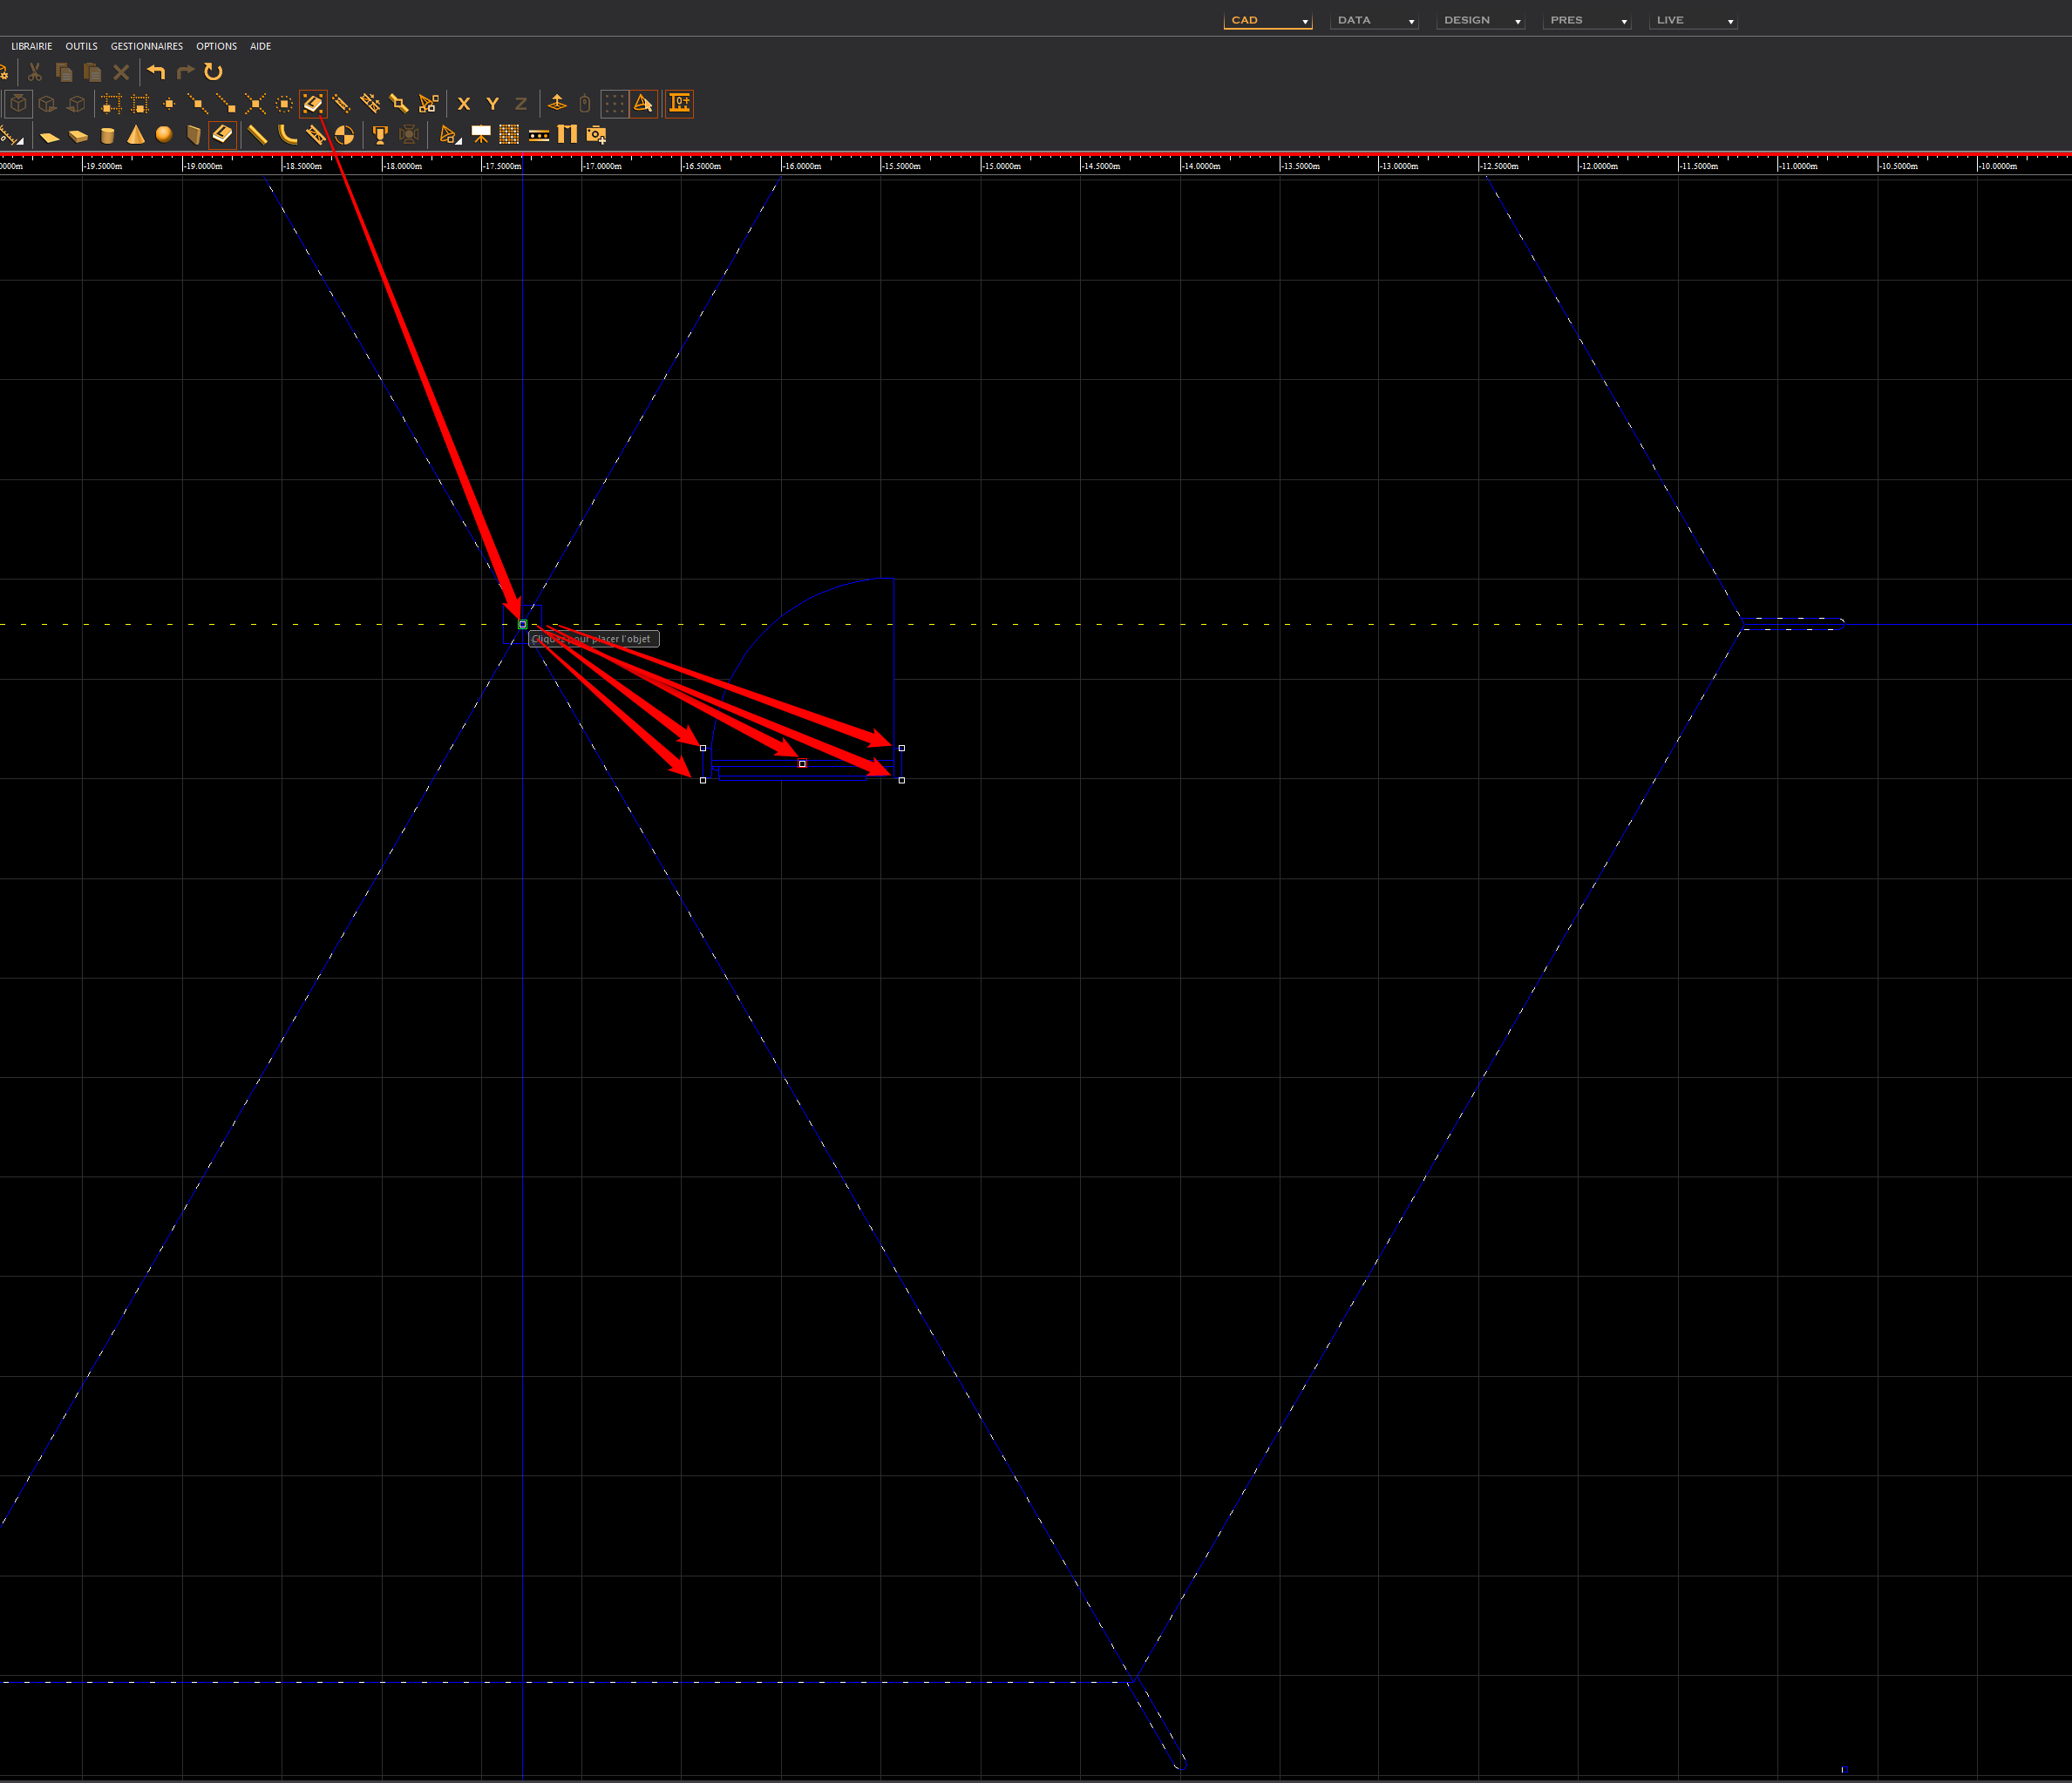 CAD DATA DESIGN PRES LIVE
LIBRAIRIE OUTILS GESTIONNAIRES OPTIONS AIDE
X Y Z
0000m -19.5000m -19.0000m -18.5000m -18.0000m -17.5000m -17.0000m -16.5000m -16.0000m -15.5000m -15.0000m -14.5000m -14.0000m -13.5000m -13.0000m -12.5000m -12.0000m -11.5000m -11.0000m -10.5000m -10.0000m
Cliquez pour placer l'objet